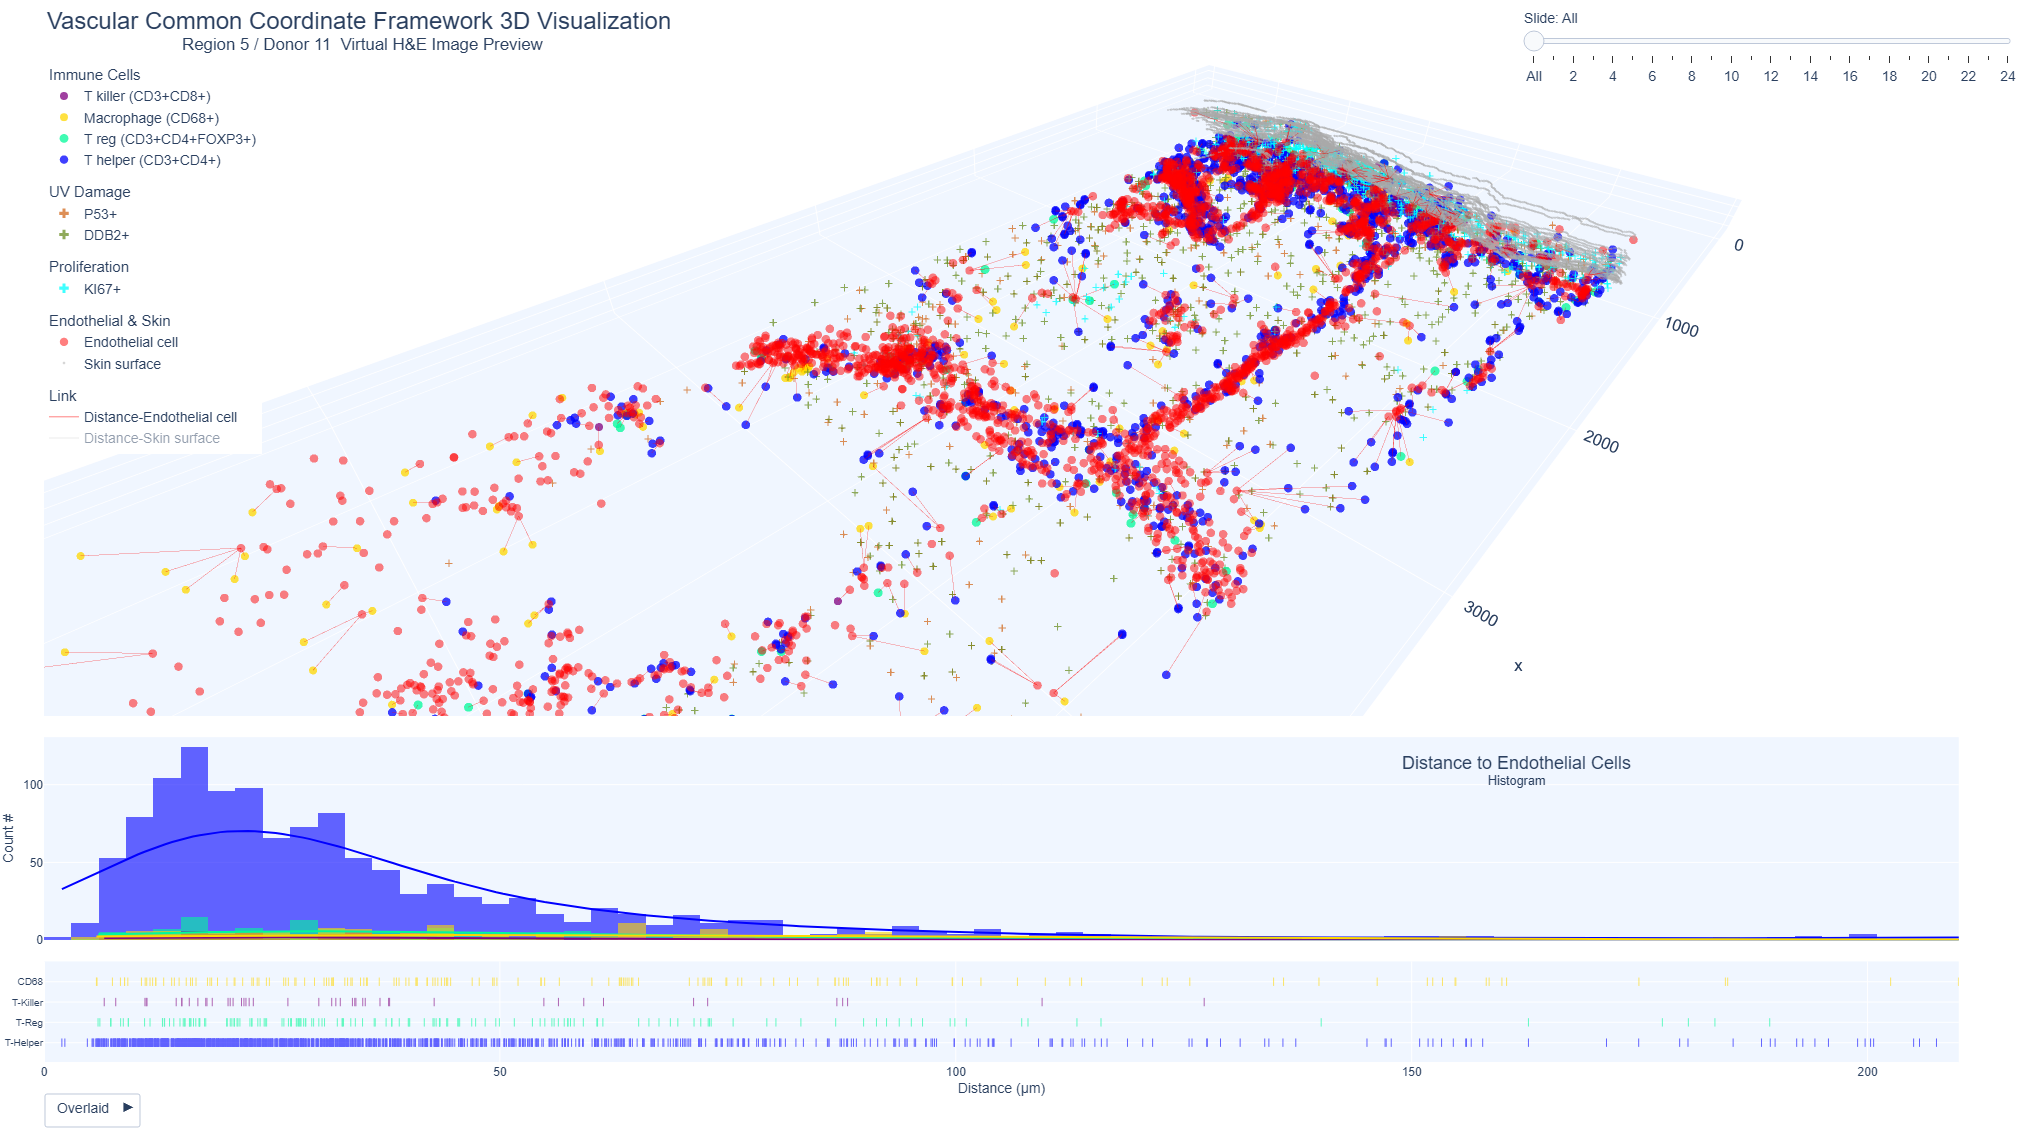 Vascular Common Coordinate Framework 3D Visualization
Region 5 / Donor 11  Virtual H&E Image Preview
Slide: All
All 2 4 6 8 10 12 14 16 18 20 22 24
Immune Cells
T killer (CD3+CD8+)
Macrophage (CD68+)
T reg (CD3+CD4+FOXP3+)
T helper (CD3+CD4+)
UV Damage
P53+
DDB2+
Proliferation
KI67+
Endothelial & Skin
Endothelial cell
Skin surface
Link
Distance-Endothelial cell
Distance-Skin surface
0
1000
2000
3000
x
Distance to Endothelial Cells
Histogram
Count #
100
50
0
CD68
T-Killer
T-Reg
T-Helper
0 50 100 150 200
Distance (μm)
Overlaid ►